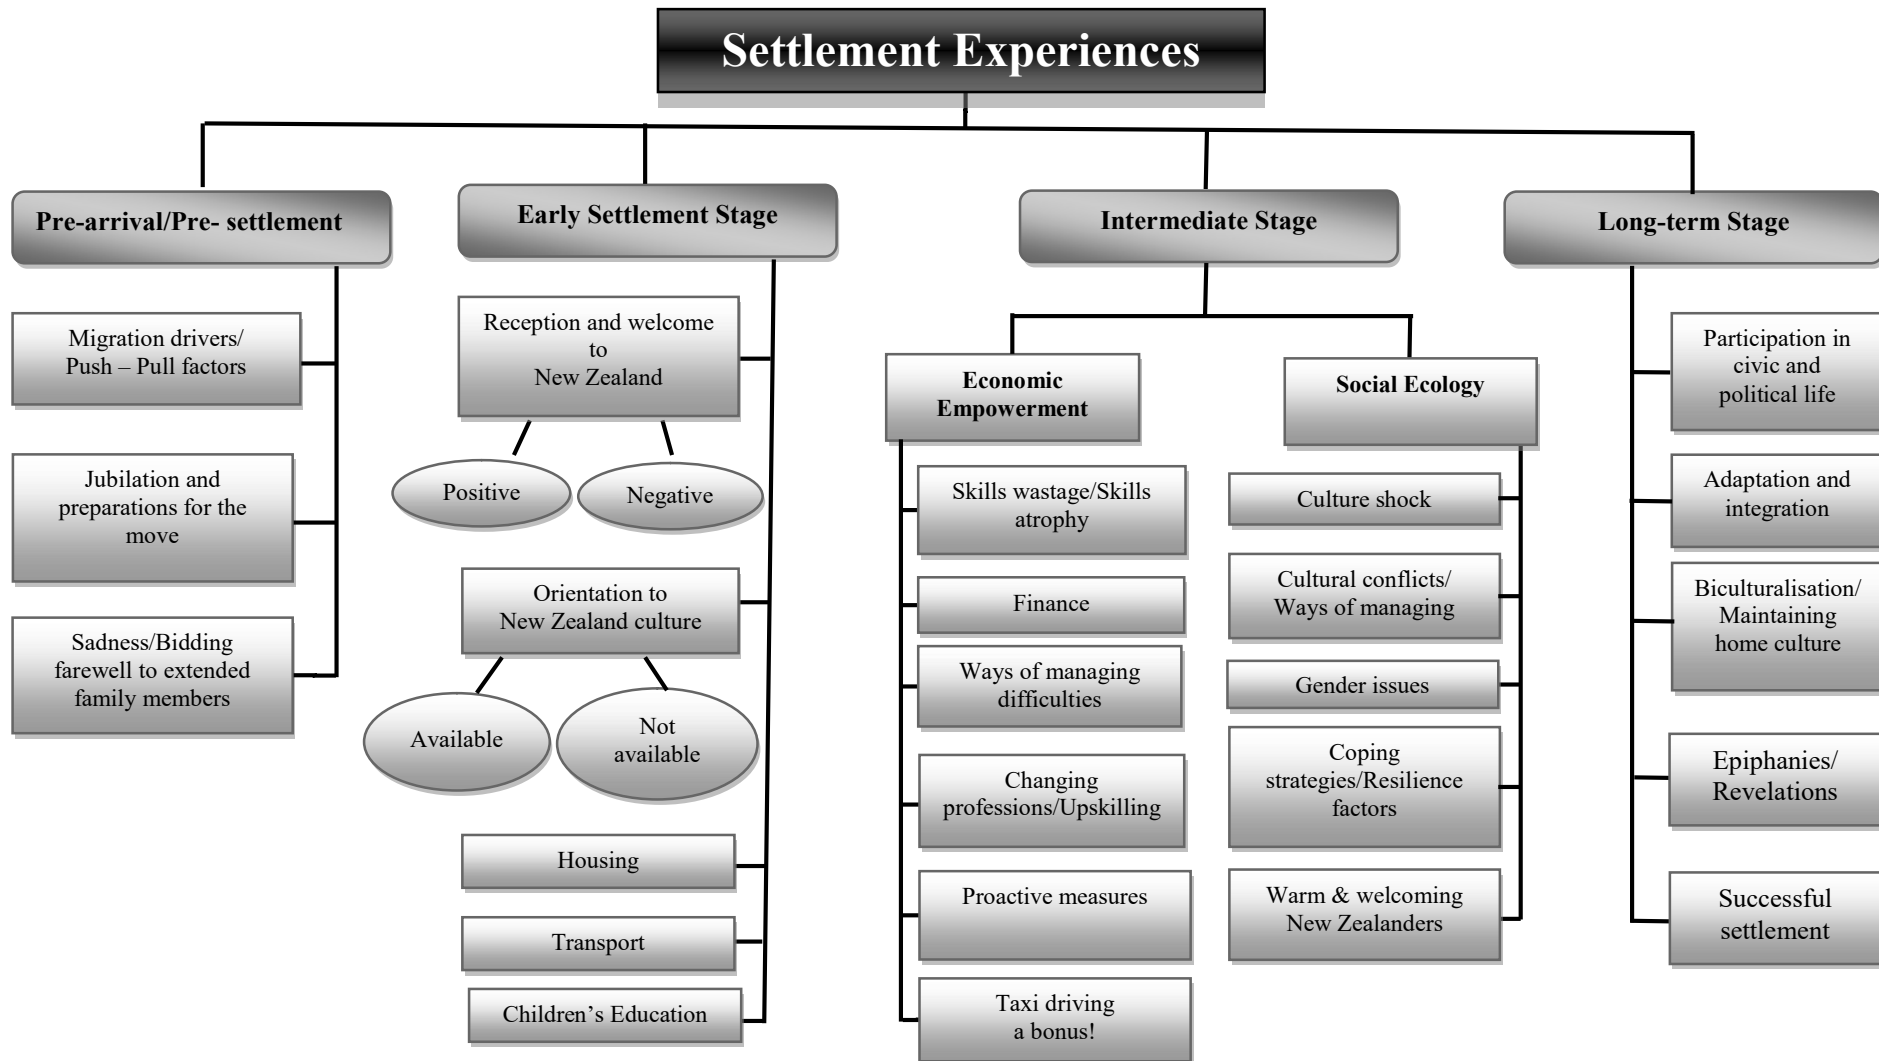 Settlement Experiences
Pre-arrival/Pre- settlement
Migration drivers/
Push – Pull factors
Jubilation and
preparations for the
move
Sadness/Bidding
farewell to extended
family members
Early Settlement Stage
Reception and welcome
to
New Zealand
Positive
Negative
Orientation to
New Zealand culture
Available
Not
available
Housing
Transport
Children’s Education
Intermediate Stage
Economic
Empowerment
Skills wastage/Skills
atrophy
Finance
Ways of managing
difficulties
Changing
professions/Upskilling
Proactive measures
Taxi driving
a bonus!
Social Ecology
Culture shock
Cultural conflicts/
Ways of managing
Gender issues
Coping
strategies/Resilience
factors
Warm & welcoming
New Zealanders
Long-term Stage
Participation in
civic and
political life
Adaptation and
integration
Biculturalisation/
Maintaining
home culture
Epiphanies/
Revelations
Successful
settlement